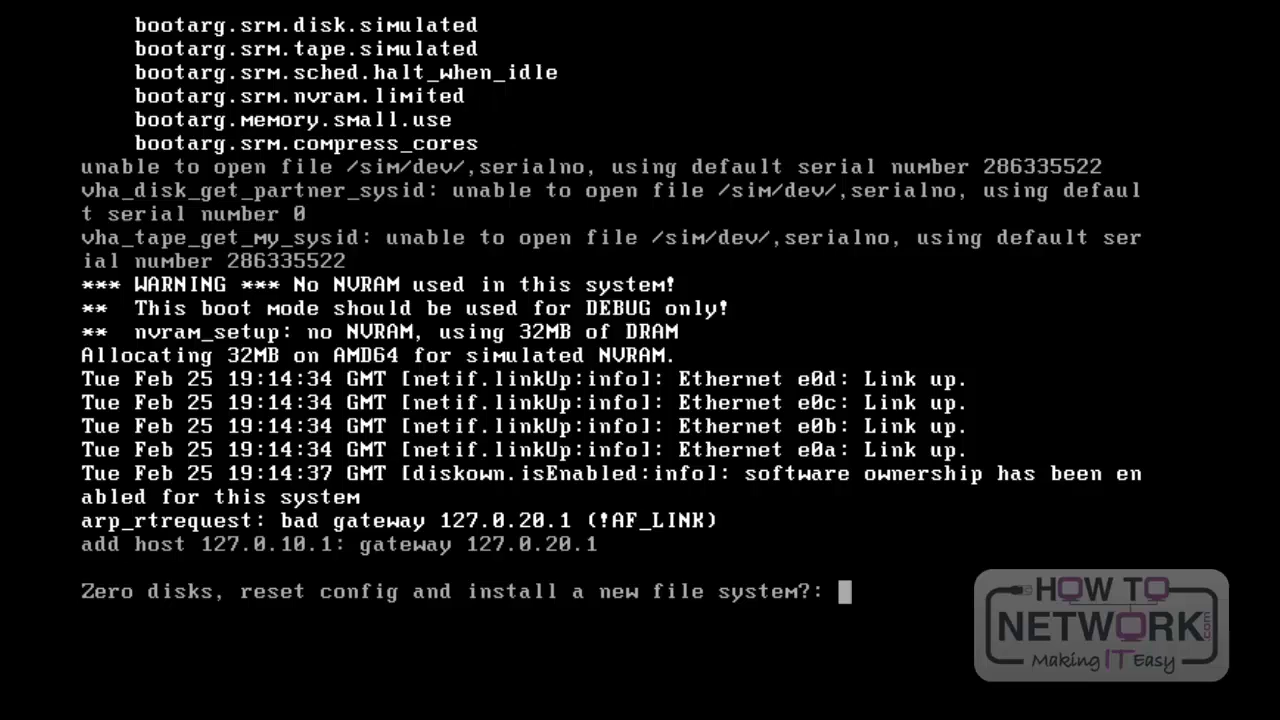 bootarg.srm.disk.simulated
bootarg.srm.tape.simulated
bootarg.srm.sched.halt_when_idle
bootarg.srm.nvram.limited
bootarg.memory.small.use
bootarg.srm.compress_cores
unable to open file /sim/dev/,serialno, using default serial number 286335522
vha_disk_get_partner_sysid: unable to open file /sim/dev/,serialno, using defaul
t serial number 0
vha_tape_get_my_sysid: unable to open file /sim/dev/,serialno, using default ser
ial number 286335522
*** WARNING *** No NVRAM used in this system!
**  This boot mode should be used for DEBUG only!
**  nvram_setup: no NVRAM, using 32MB of DRAM
Allocating 32MB on AMD64 for simulated NVRAM.
Tue Feb 25 19:14:34 GMT [netif.linkUp:info]: Ethernet e0d: Link up.
Tue Feb 25 19:14:34 GMT [netif.linkUp:info]: Ethernet e0c: Link up.
Tue Feb 25 19:14:34 GMT [netif.linkUp:info]: Ethernet e0b: Link up.
Tue Feb 25 19:14:34 GMT [netif.linkUp:info]: Ethernet e0a: Link up.
Tue Feb 25 19:14:37 GMT [diskown.isEnabled:info]: software ownership has been en
abled for this system
arp_rtrequest: bad gateway 127.0.20.1 (!AF_LINK)
add host 127.0.10.1: gateway 127.0.20.1
Zero disks, reset config and install a new file system?:
HOW TO
NETWORK.com
Making IT Easy